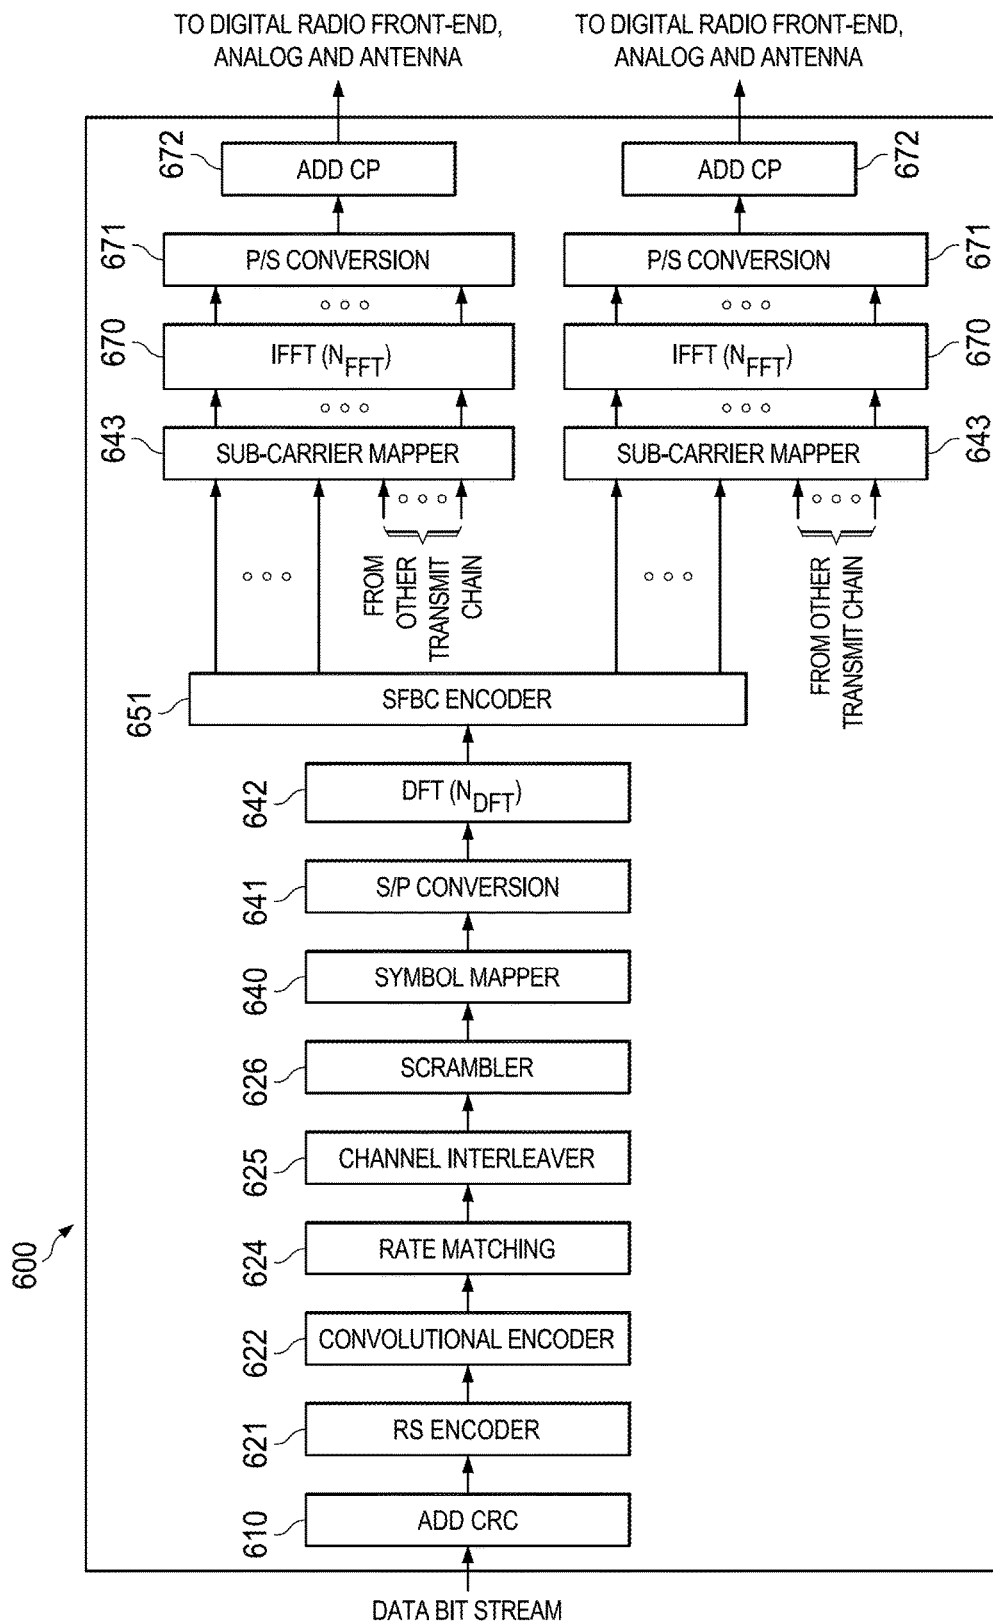 TO DIGITAL RADIO FRONT-END,
ANALOG AND ANTENNA
TO DIGITAL RADIO FRONT-END,
ANALOG AND ANTENNA
672
ADD CP
ADD CP
672
671
P/S CONVERSION
P/S CONVERSION
671
670
IFFT (NFFT)
IFFT (NFFT)
670
643
SUB-CARRIER MAPPER
SUB-CARRIER MAPPER
643
FROM
OTHER
TRANSMIT
CHAIN
FROM OTHER
TRANSMIT CHAIN
651
SFBC ENCODER
642
DFT (NDFT)
641
S/P CONVERSION
640
SYMBOL MAPPER
626
SCRAMBLER
625
CHANNEL INTERLEAVER
624
RATE MATCHING
600
622
CONVOLUTIONAL ENCODER
621
RS ENCODER
610
ADD CRC
DATA BIT STREAM